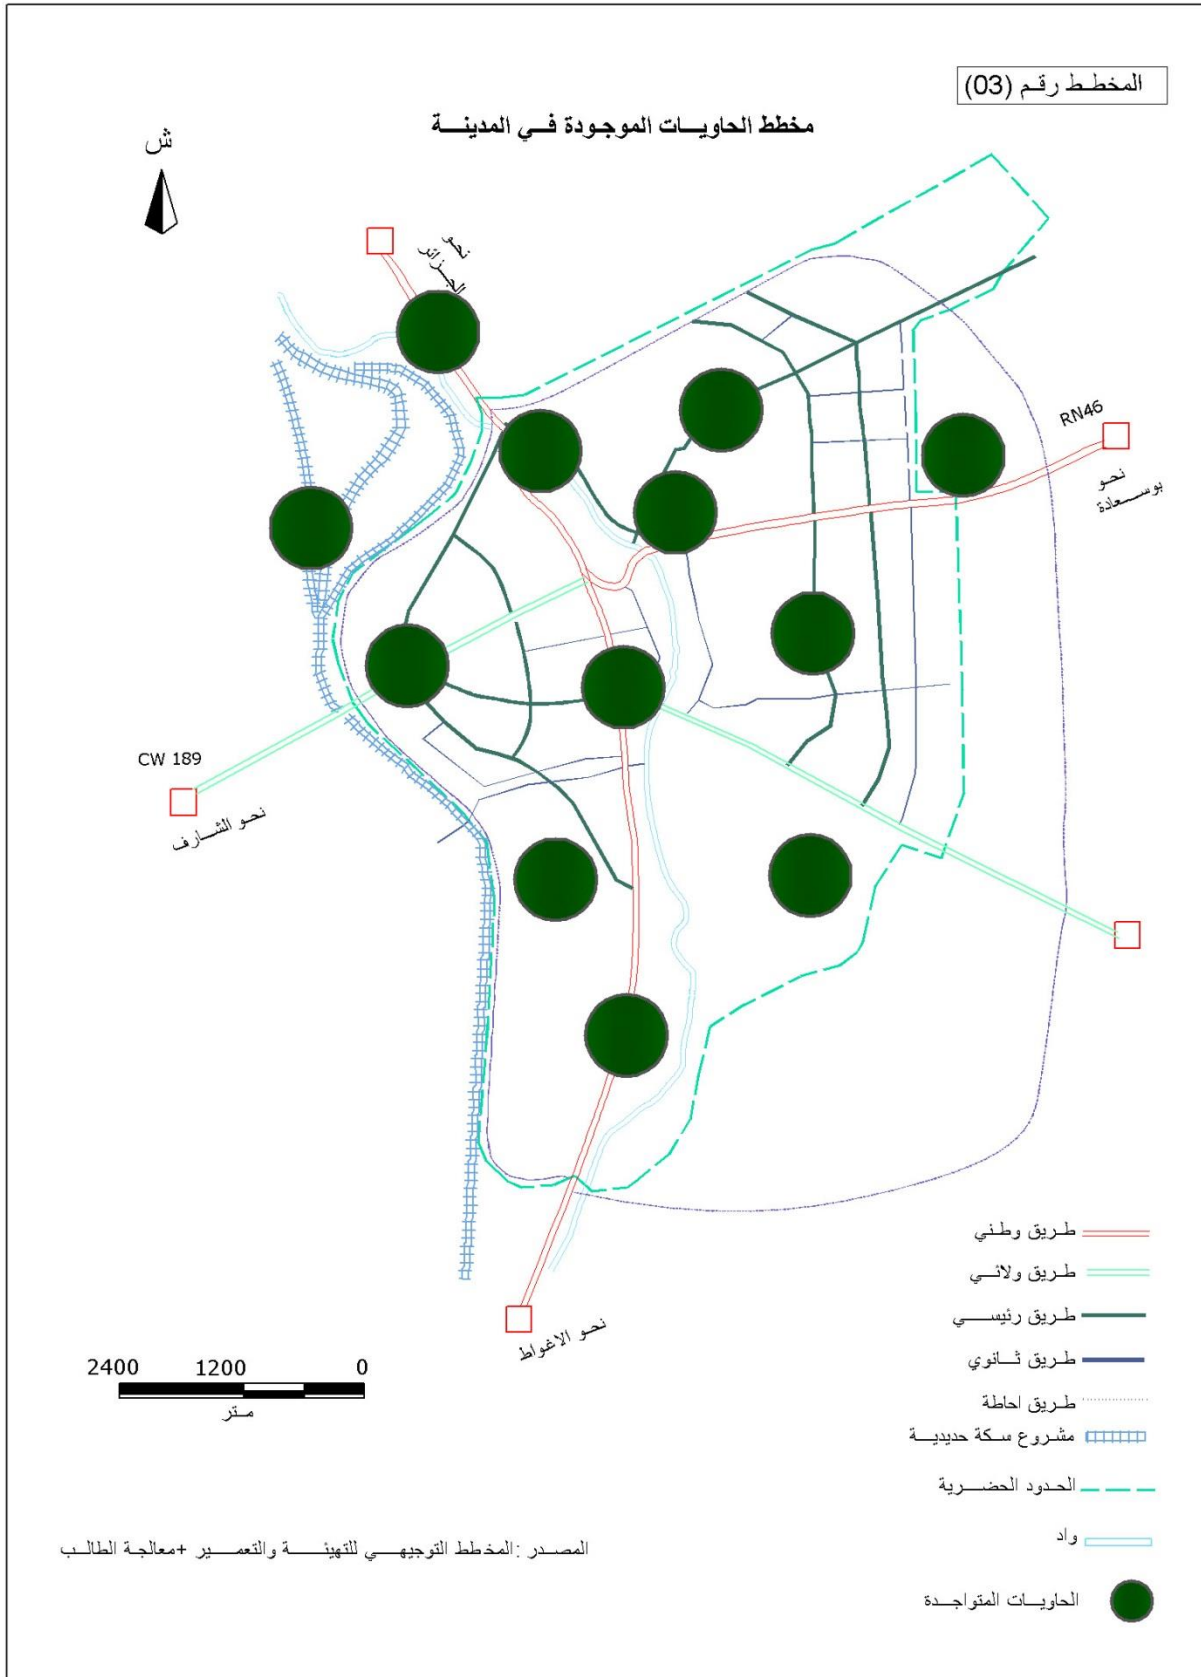 المخطط رقم (03)
مخطط الحاويات الموجودة في المدينة
ش
نحو
الجزائر
RN46
نحو
بوسعادة
CW 189
نحو الشارف
نحو الاغواط
طريق وطني
طريق ولائي
طريق رئيسي
طريق ثانوي
طريق احاطة
مشروع سكة حديدية
الحدود الحضرية
واد
الحاويات المتواجدة
2400 1200 0
متر
المصدر :المخطط التوجيهي للتهيئة والتعمير +معالجة الطالب